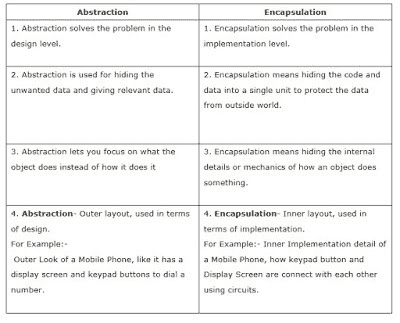 Abstraction
Encapsulation
1. Abstraction solves the problem in the
design level.
1. Encapsulation solves the problem in the
implementation level.
2. Abstraction is used for hiding the
unwanted data and giving relevant data.
2. Encapsulation means hiding the code and
data into a single unit to protect the data
from outside world.
3. Abstraction lets you focus on what the
object does instead of how it does it
3. Encapsulation means hiding the internal
details or mechanics of how an object does
something.
4. Abstraction- Outer layout, used in terms
of design.
For Example:-
Outer Look of a Mobile Phone, like it has a
display screen and keypad buttons to dial a
number.
4. Encapsulation- Inner layout, used in
terms of implementation.
For Example:- Inner Implementation detail of
a Mobile Phone, how keypad button and
Display Screen are connect with each other
using circuits.